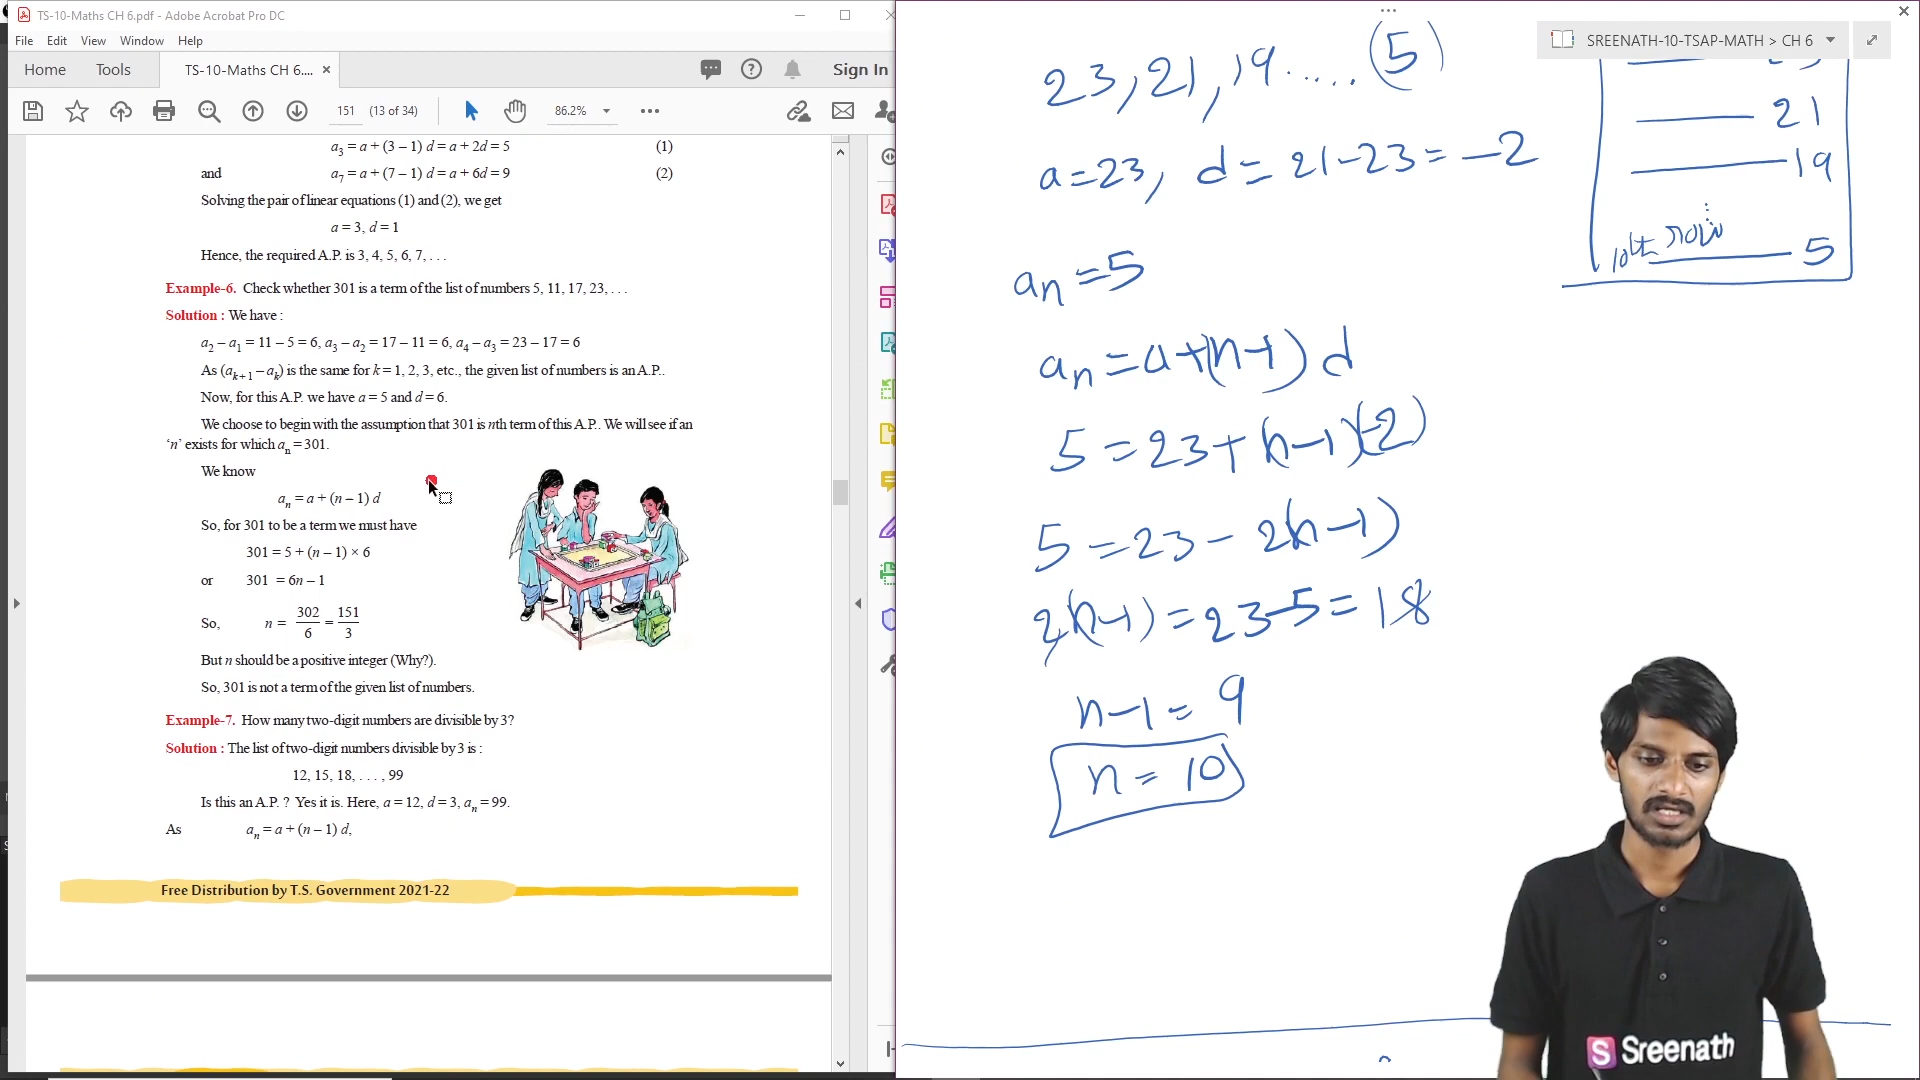 TS-10-Maths CH 6.pdf - Adobe Acrobat Pro DC
File Edit View Window Help
Home Tools TS-10-Maths CH 6.... × Sign In
151 (13 of 34) 86.2%
a₃ = a + (3 – 1) d = a + 2d = 5 (1)
and a₇ = a + (7 – 1) d = a + 6d = 9 (2)
Solving the pair of linear equations (1) and (2), we get
a = 3, d = 1
Hence, the required A.P. is 3, 4, 5, 6, 7, . . .
Example-6. Check whether 301 is a term of the list of numbers 5, 11, 17, 23, . . .
Solution : We have :
a₂ – a₁ = 11 – 5 = 6, a₃ – a₂ = 17 – 11 = 6, a₄ – a₃ = 23 – 17 = 6
As (aₖ₊₁ – aₖ) is the same for k = 1, 2, 3, etc., the given list of numbers is an A.P..
Now, for this A.P. we have a = 5 and d = 6.
We choose to begin with the assumption that 301 is nth term of this A.P.. We will see if an
‘n’ exists for which aₙ = 301.
We know
aₙ = a + (n – 1) d
So, for 301 to be a term we must have
301 = 5 + (n – 1) × 6
or 301 = 6n – 1
So, n = 302/6 = 151/3
But n should be a positive integer (Why?).
So, 301 is not a term of the given list of numbers.
Example-7. How many two-digit numbers are divisible by 3?
Solution : The list of two-digit numbers divisible by 3 is :
12, 15, 18, . . . , 99
Is this an A.P. ? Yes it is. Here, a = 12, d = 3, aₙ = 99.
As aₙ = a + (n – 1) d,
Free Distribution by T.S. Government 2021-22
SREENATH-10-TSAP-MATH > CH 6
23, 21, 19 ..... (5)
a = 23, d = 21 - 23 = -2
aₙ = 5
aₙ = a + (n-1) d
5 = 23 + (n-1)(-2)
5 = 23 - 2(n-1)
2(n-1) = 23-5 = 18
n-1 = 9
n = 10
21
19
10th row 5
S Sreenath